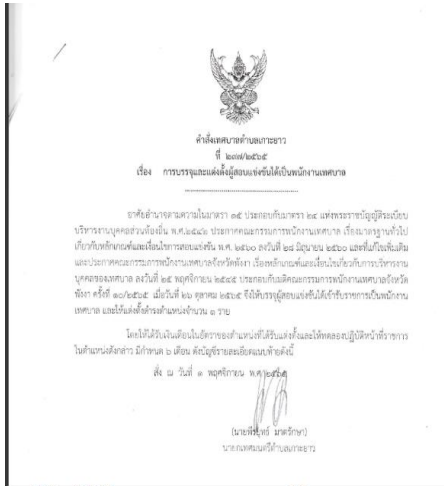 คำสั่งเทศบาลตำบลเกาะยาว
ที่ ๒๓๗/๒๕๖๕
เรื่อง การบรรจุและแต่งตั้งผู้สอบแข่งขันได้เป็นพนักงานเทศบาล
อาศัยอำนาจตามความในมาตรา ๑๕ ประกอบกับมาตรา ๒๔ แห่งพระราชบัญญัติระเบียบ
บริหารงานบุคคลส่วนท้องถิ่น พ.ศ.๒๕๔๒ ประกาศคณะกรรมการพนักงานเทศบาล เรื่องมาตรฐานทั่วไป
เกี่ยวกับหลักเกณฑ์และเงื่อนไขการสอบแข่งขัน พ.ศ. ๒๕๖๐ ลงวันที่ ๒๘ มิถุนายน ๒๕๖๐ และที่แก้ไขเพิ่มเติม
และประกาศคณะกรรมการพนักงานเทศบาลจังหวัดพังงา เรื่องหลักเกณฑ์และเงื่อนไขเกี่ยวกับการบริหารงาน
บุคคลของเทศบาล ลงวันที่ ๒๕ พฤศจิกายน ๒๕๔๕ ประกอบกับมติคณะกรรมการพนักงานเทศบาลจังหวัด
พังงา ครั้งที่ ๑๐/๒๕๖๕ เมื่อวันที่ ๒๖ ตุลาคม ๒๕๖๕ จึงให้บรรจุผู้สอบแข่งขันได้เข้ารับราชการเป็นพนักงาน
เทศบาล และให้แต่งตั้งดำรงตำแหน่งจำนวน ๑ ราย
โดยให้ได้รับเงินเดือนในอัตราของตำแหน่งที่ได้รับแต่งตั้งและให้ทดลองปฏิบัติหน้าที่ราชการ
ในตำแหน่งดังกล่าว มีกำหนด ๖ เดือน ดังบัญชีรายละเอียดแนบท้ายดังนี้
สั่ง ณ วันที่ ๑ พฤศจิกายน พ.ศ.๒๕๖๕
(นายพีรยุทธ์ มาตรักษา)
นายกเทศมนตรีตำบลเกาะยาว